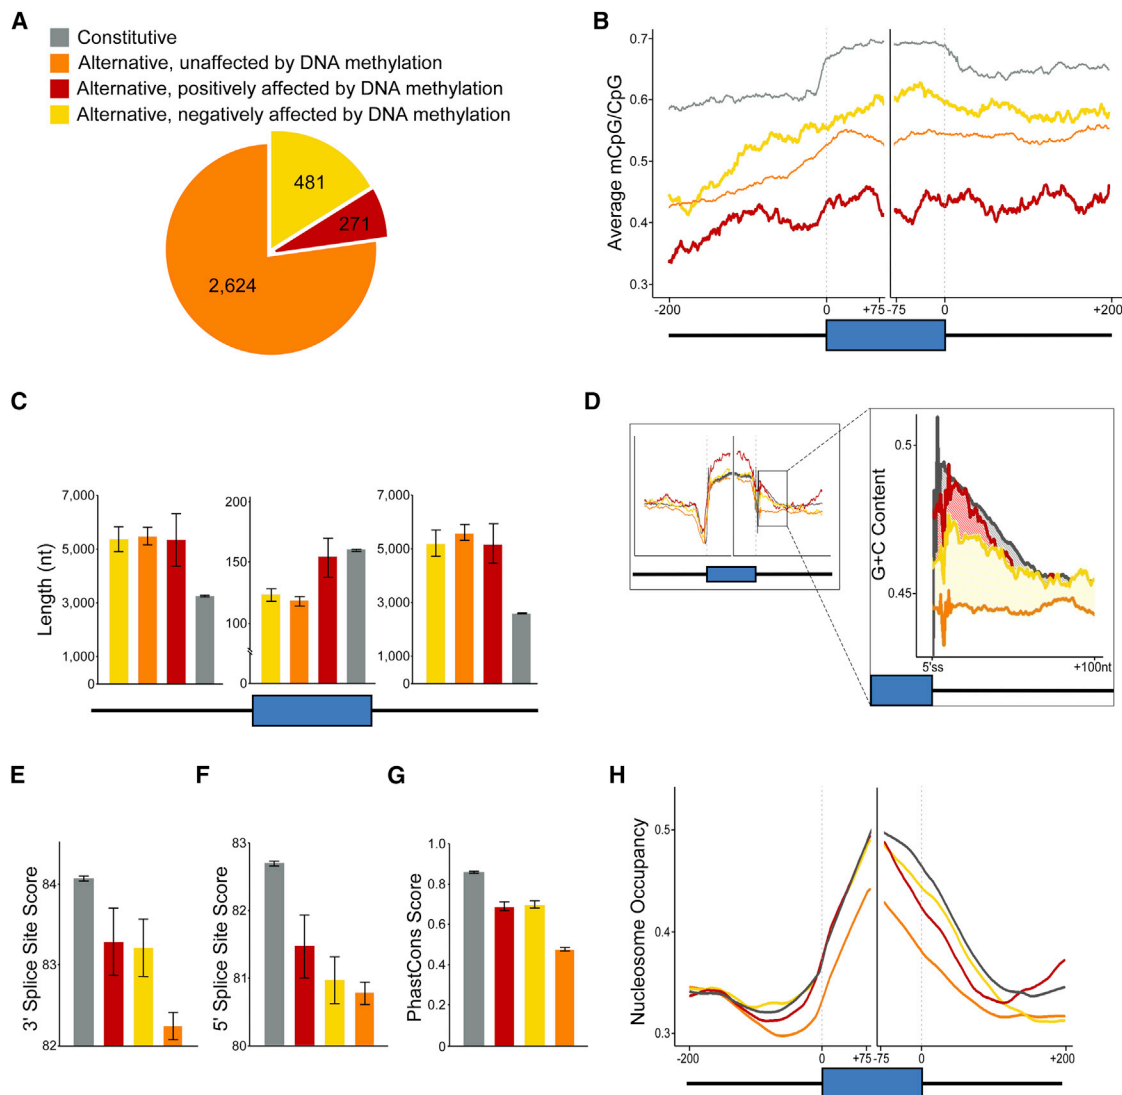 A
Constitutive
Alternative, unaffected by DNA methylation
Alternative, positively affected by DNA methylation
Alternative, negatively affected by DNA methylation
481
271
2,624
B
Average mCpG/CpG
0.7
0.6
0.5
0.4
0.3
-200 0 +75 -75 0 +200
C
Length (nt)
7,000 200 7,000
5,000 150 5,000
3,000 100 3,000
1,000 1,000
0 0 0
D
G+C Content
0.5
0.45
5'ss +100nt
E
3' Splice Site Score
84
83
82
F
5' Splice Site Score
83
82
81
80
G
PhastCons Score
1.0
0.8
0.6
0.4
0.2
0
H
Nucleosome Occupancy
0.5
0.4
0.3
-200 0 +75 -75 0 +200